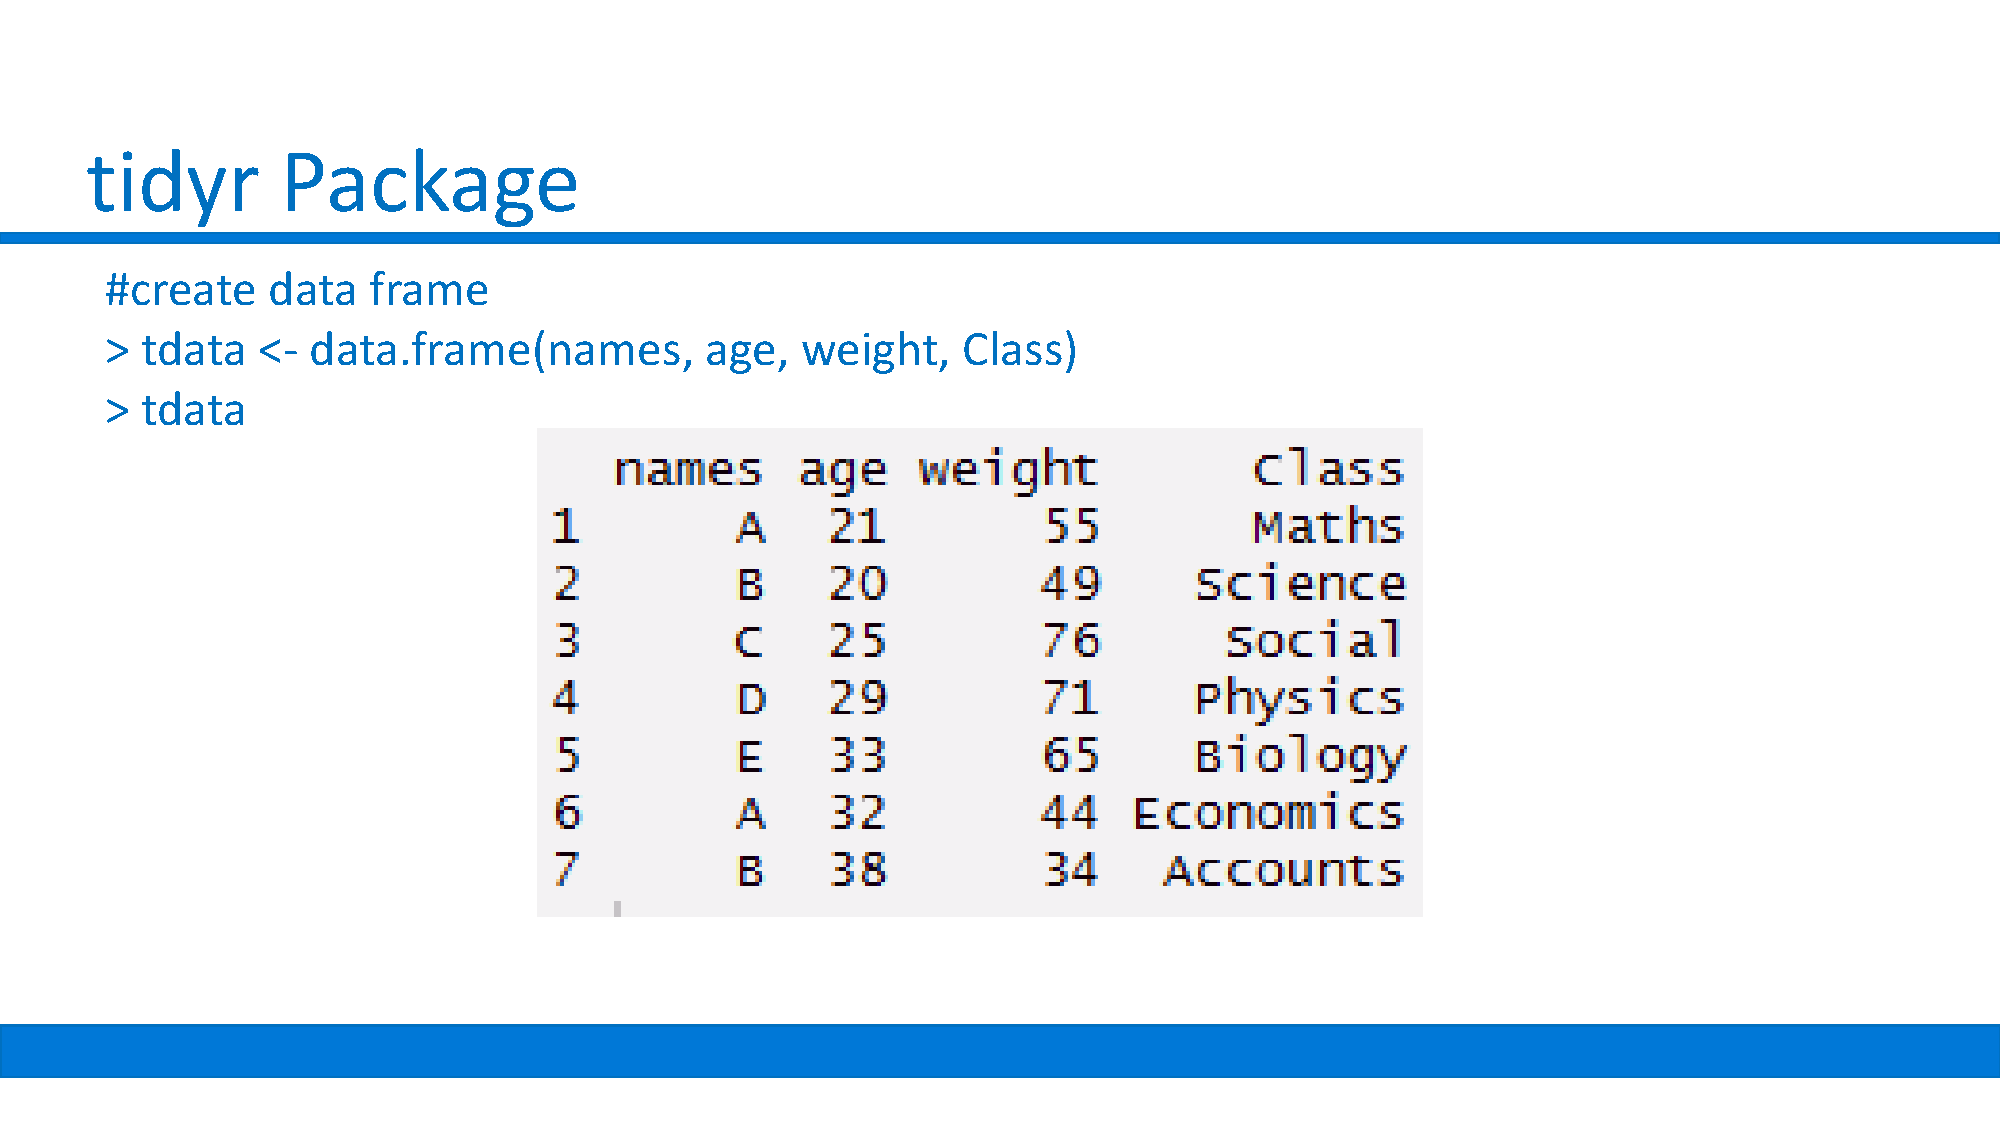 tidyr Package
#create data frame
> tdata <- data.frame(names, age, weight, Class)
> tdata
names age weight Class
1 A 21 55 Maths
2 B 20 49 Science
3 C 25 76 Social
4 D 29 71 Physics
5 E 33 65 Biology
6 A 32 44 Economics
7 B 38 34 Accounts